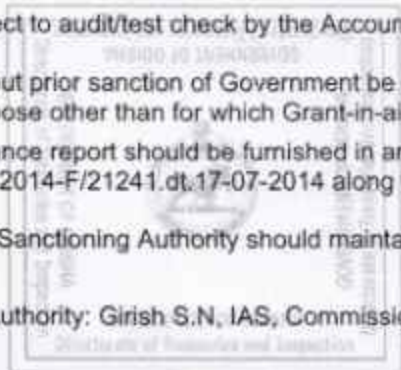 ect to audit/test check by the Accour
ut prior sanction of Government be
ose other than for which Grant-in-ai
nce report should be furnished in ar
2014-F/21241.dt.17-07-2014 along
Sanctioning Authority should mainta
uthority: Girish S.N, IAS, Commissio